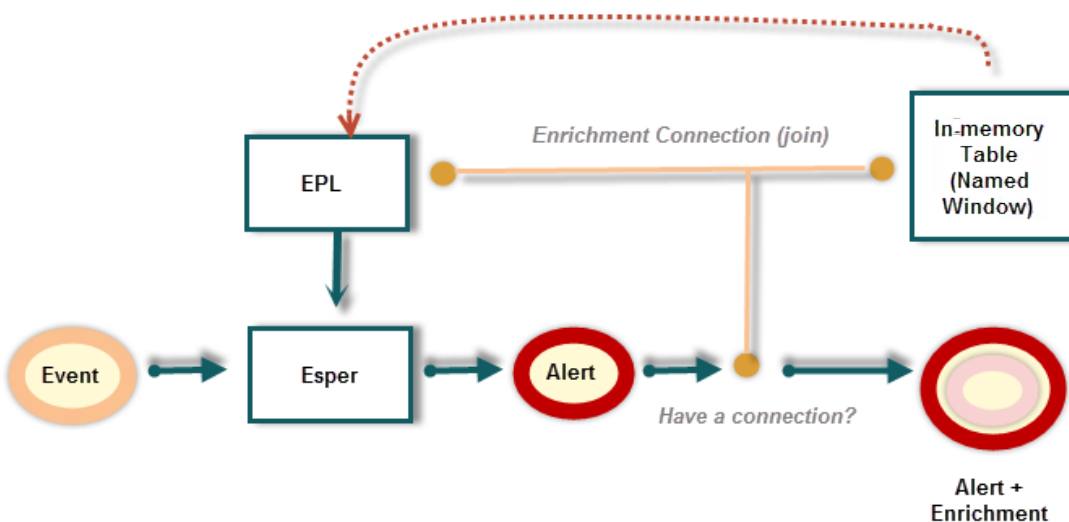 Enrichment Connection (join)
In-memory
Table
(Named
Window)
EPL
Event
Esper
Alert
Have a connection?
Alert +
Enrichment